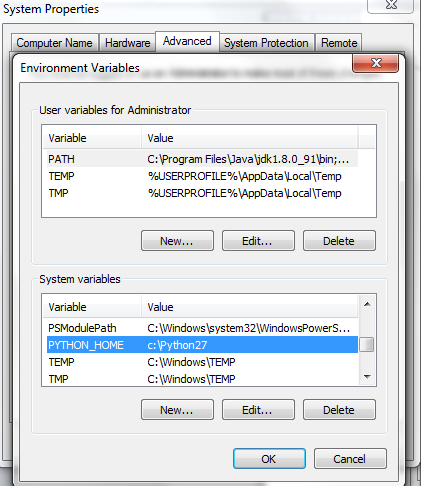 System Properties
Computer Name Hardware Advanced System Protection Remote
Environment Variables
User variables for Administrator
Variable Value
PATH C:\Program Files\Java\jdk1.8.0_91\bin;...
TEMP %USERPROFILE%\AppData\Local\Temp
TMP %USERPROFILE%\AppData\Local\Temp
New... Edit... Delete
System variables
Variable Value
PSModulePath C:\Windows\system32\WindowsPowerS...
PYTHON_HOME c:\Python27
TEMP C:\Windows\TEMP
TMP C:\Windows\TEMP
New... Edit... Delete
OK Cancel